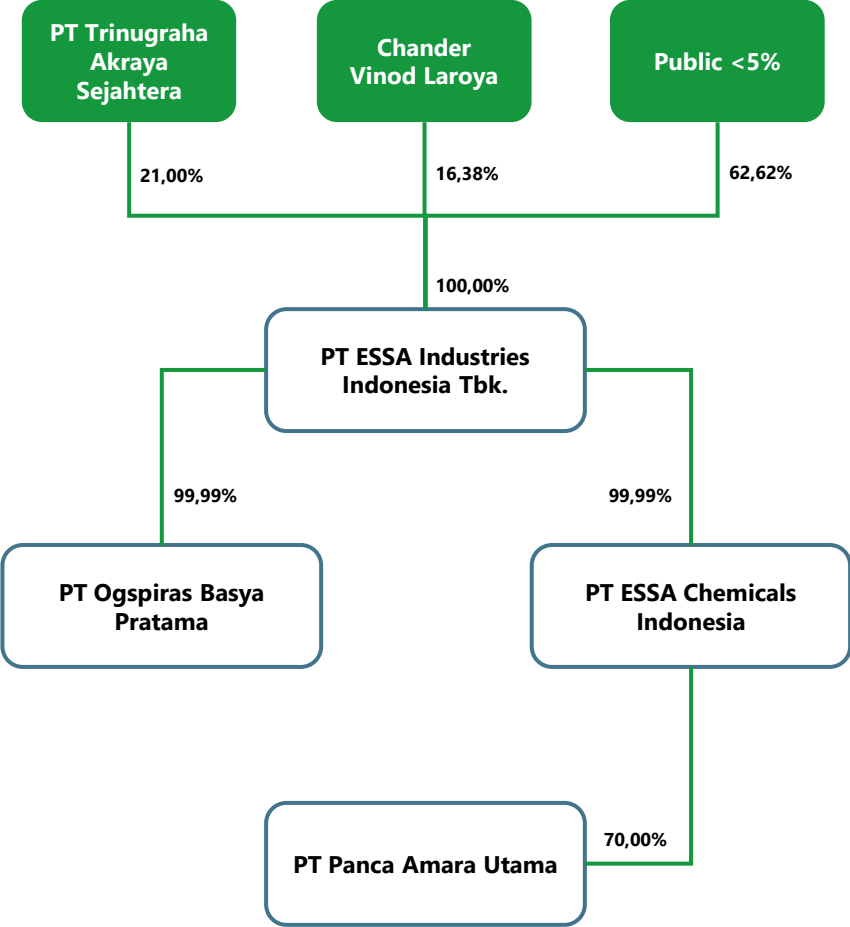 PT Trinugraha
Akraya
Sejahtera
Chander
Vinod Laroya
Public <5%
21,00%
16,38%
62,62%
100,00%
PT ESSA Industries
Indonesia Tbk.
99,99%
99,99%
PT Ogspiras Basya
Pratama
PT ESSA Chemicals
Indonesia
70,00%
PT Panca Amara Utama